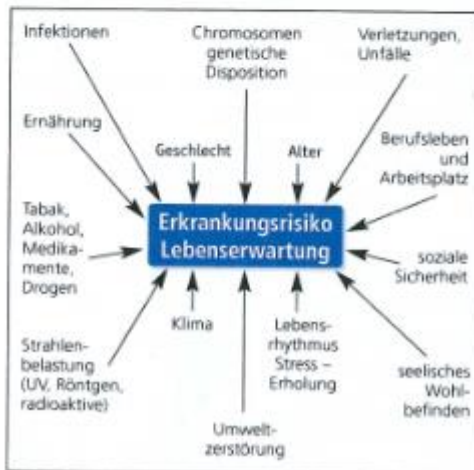 Infektionen
Chromosomen
genetische
Disposition
Verletzungen,
Unfälle
Ernährung
Geschlecht
Alter
Berufsleben
und
Arbeitsplatz
Erkrankungsrisiko
Lebenserwartung
Tabak,
Alkohol,
Medika-
mente,
Drogen
soziale
Sicherheit
Klima
Lebens-
rhythmus
Stress –
Erholung
Strahlen-
belastung
(UV, Röntgen,
radioaktive)
seelisches
Wohl-
befinden
Umwelt-
zerstörung